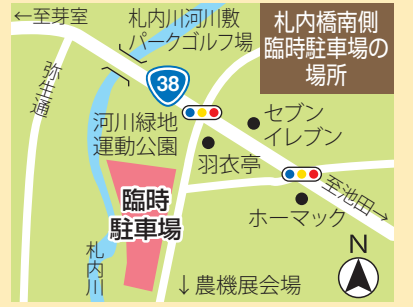 ←至芽室
札内川河川敷
パークゴルフ場
札内橋南側
臨時駐車場の
場所
弥生通
38
河川緑地
運動公園
セブン
イレブン
羽衣亭
臨時
駐車場
至池田→
ホーマック
札内川
N
↓農機展会場